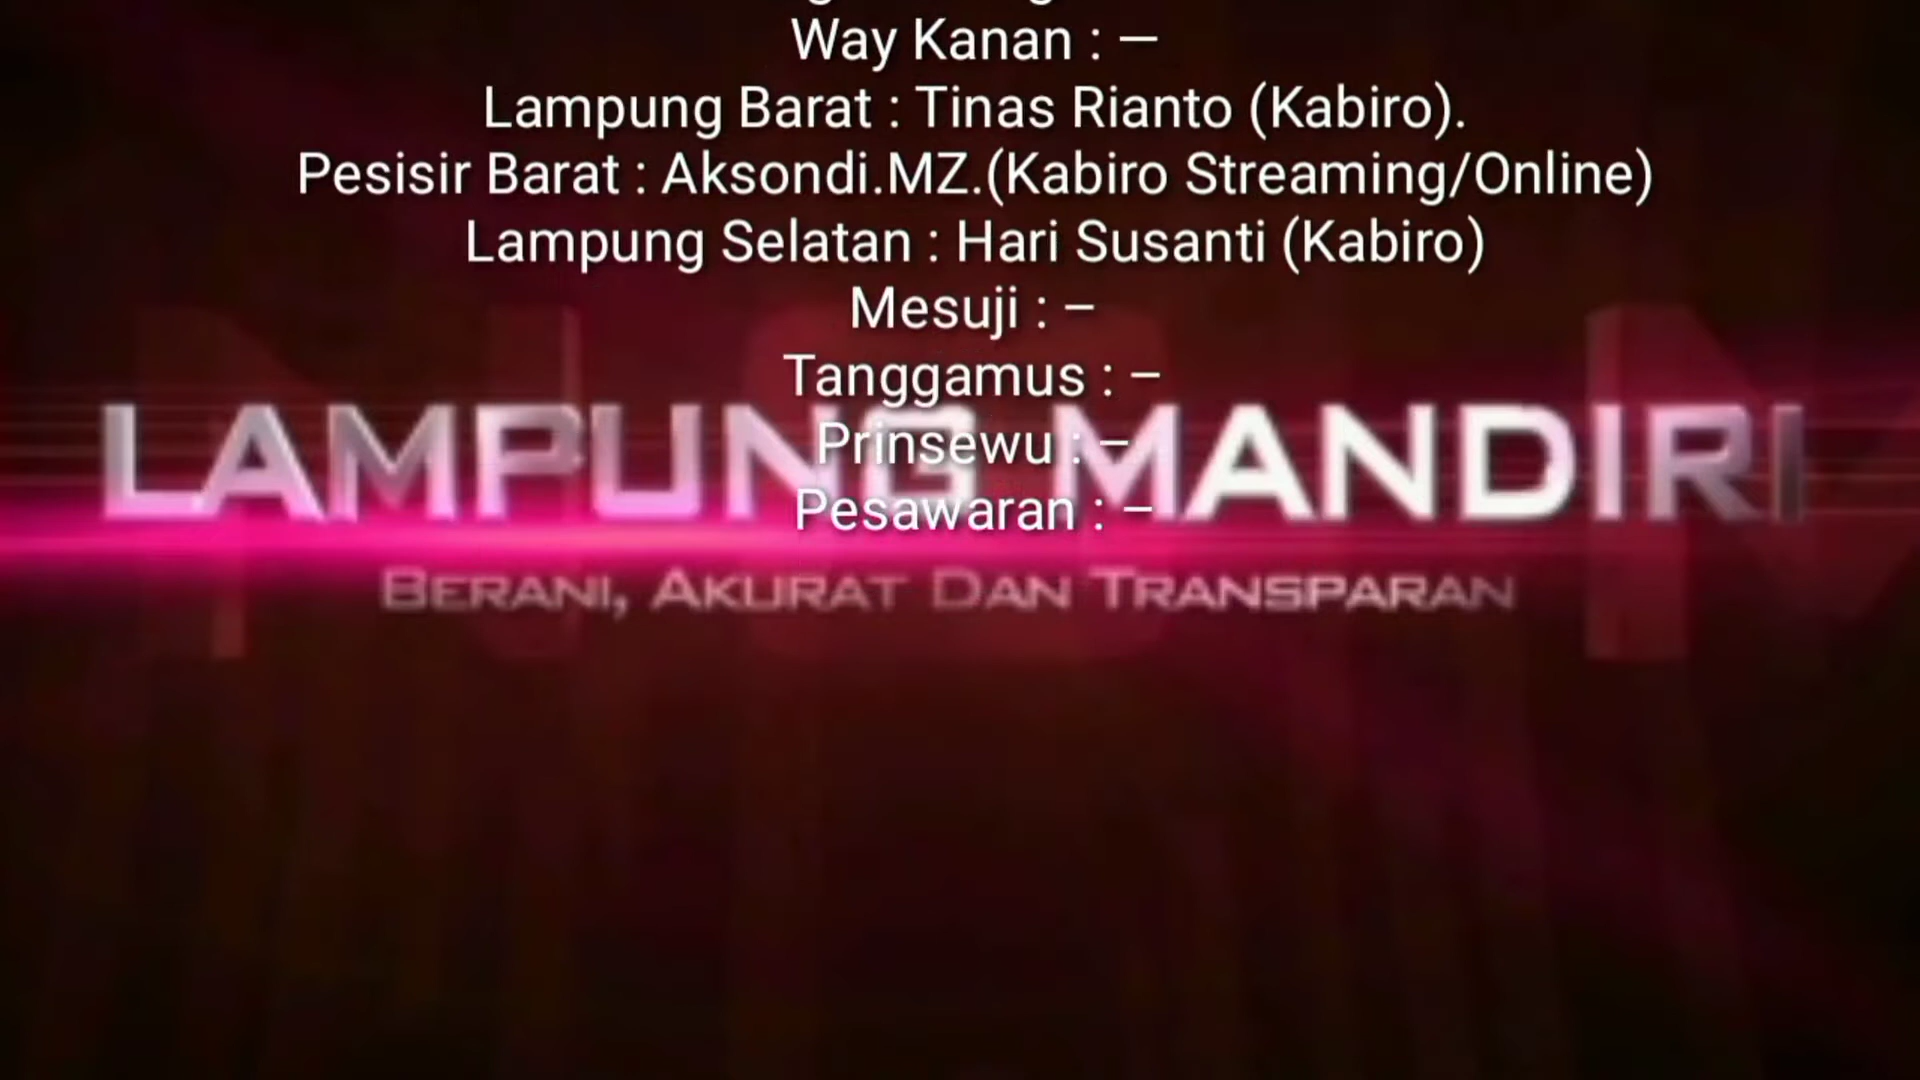 Way Kanan : —
Lampung Barat : Tinas Rianto (Kabiro).
Pesisir Barat : Aksondi.MZ.(Kabiro Streaming/Online)
Lampung Selatan : Hari Susanti (Kabiro)
Mesuji : –
Tanggamus : –
Prinsewu : –
Pesawaran : –
LAMPUNG MANDIRI
BERANI, AKURAT DAN TRANSPARAN